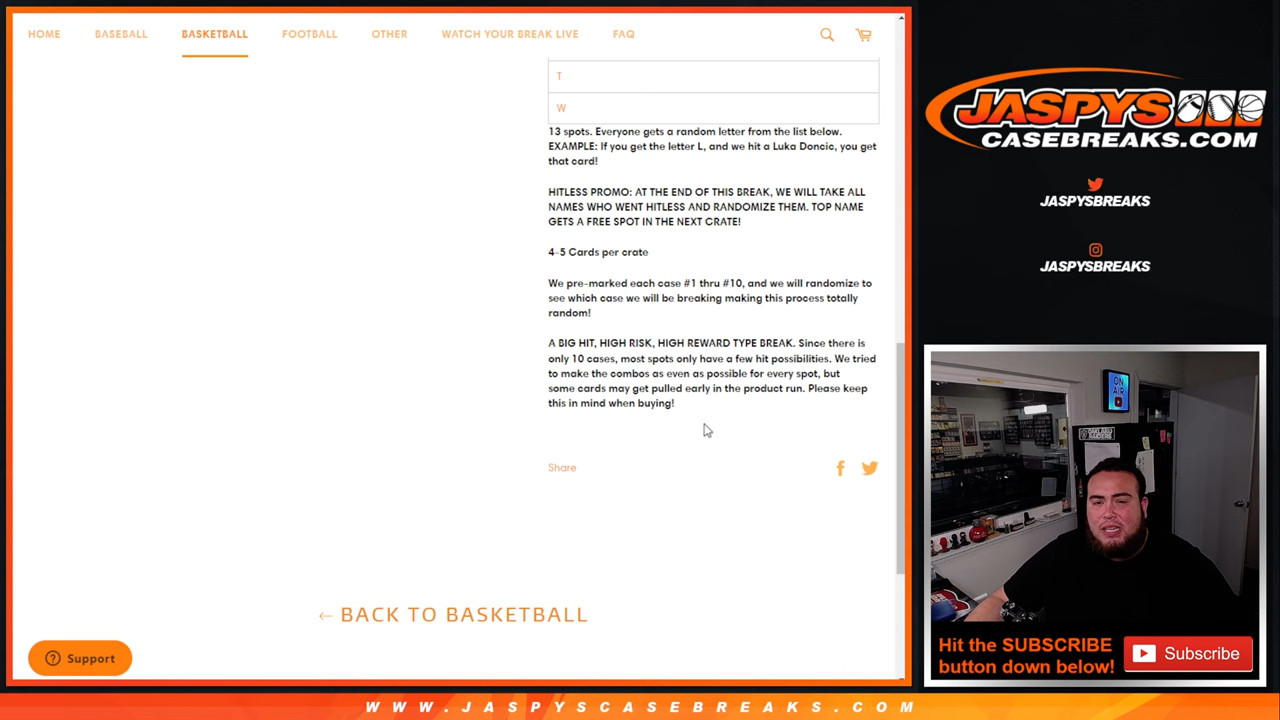 HOME BASEBALL BASKETBALL FOOTBALL OTHER WATCH YOUR BREAK LIVE FAQ
T
W
13 spots. Everyone gets a random letter from the list below.
EXAMPLE: If you get the letter L, and we hit a Luka Doncic, you get
that card!
HITLESS PROMO: AT THE END OF THIS BREAK, WE WILL TAKE ALL
NAMES WHO WENT HITLESS AND RANDOMIZE THEM. TOP NAME
GETS A FREE SPOT IN THE NEXT CRATE!
4-5 Cards per crate
We pre-marked each case #1 thru #10, and we will randomize to
see which case we will be breaking making this process totally
random!
A BIG HIT, HIGH RISK, HIGH REWARD TYPE BREAK. Since there is
only 10 cases, most spots only have a few hit possibilities. We tried
to make the combos as even as possible for every spot, but
some cards may get pulled early in the product run. Please keep
this in mind when buying!
Share
← BACK TO BASKETBALL
Support
JASPYS
CASEBREAKS.COM
JASPYSBREAKS
JASPYSBREAKS
ON
AIR
Hit the SUBSCRIBE
button down below!
Subscribe
WWW.JASPYSCASEBREAKS.COM